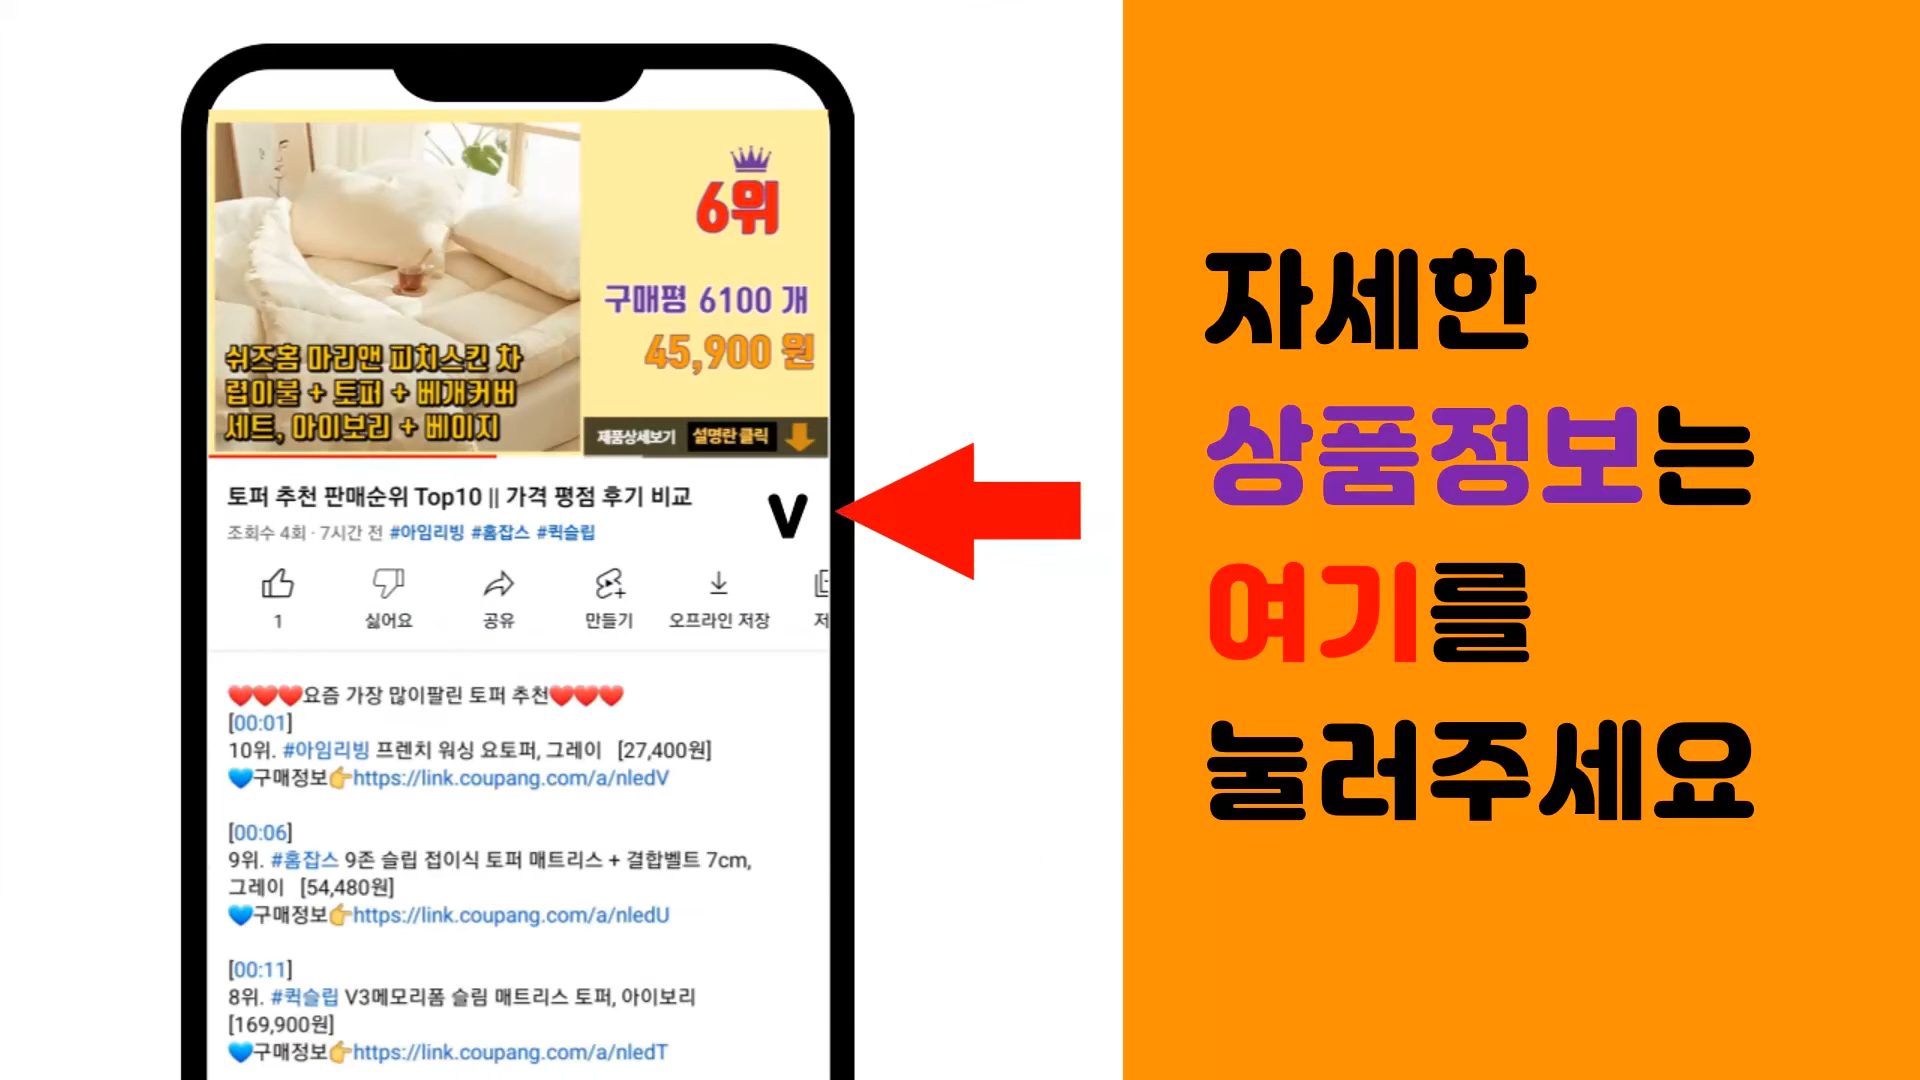 6위
구매평 6100 개
45,900 원
쉬즈홈 마리앤 피치스킨 차
렵이불 + 토퍼 + 베개커버
세트, 아이보리 + 베이지
제품상세보기 설명란 클릭
토퍼 추천 판매순위 Top10 || 가격 평점 후기 비교
V
조회수 4회 · 7시간 전 #아임리빙 #홈잡스 #퀵슬립
1 싫어요 공유 만들기 오프라인 저장 저
❤️❤️❤️요즘 가장 많이팔린 토퍼 추천❤️❤️❤️
[00:01]
10위. #아임리빙 프렌치 워싱 요토퍼, 그레이 [27,400원]
💙구매정보👉https://link.coupang.com/a/nledV
[00:06]
9위. #홈잡스 9존 슬립 접이식 토퍼 매트리스 + 결합벨트 7cm,
그레이 [54,480원]
💙구매정보👉https://link.coupang.com/a/nledU
[00:11]
8위. #퀵슬립 V3메모리폼 슬림 매트리스 토퍼, 아이보리
[169,900원]
💙구매정보👉https://link.coupang.com/a/nledT
자세한
상품정보는
여기를
눌러주세요